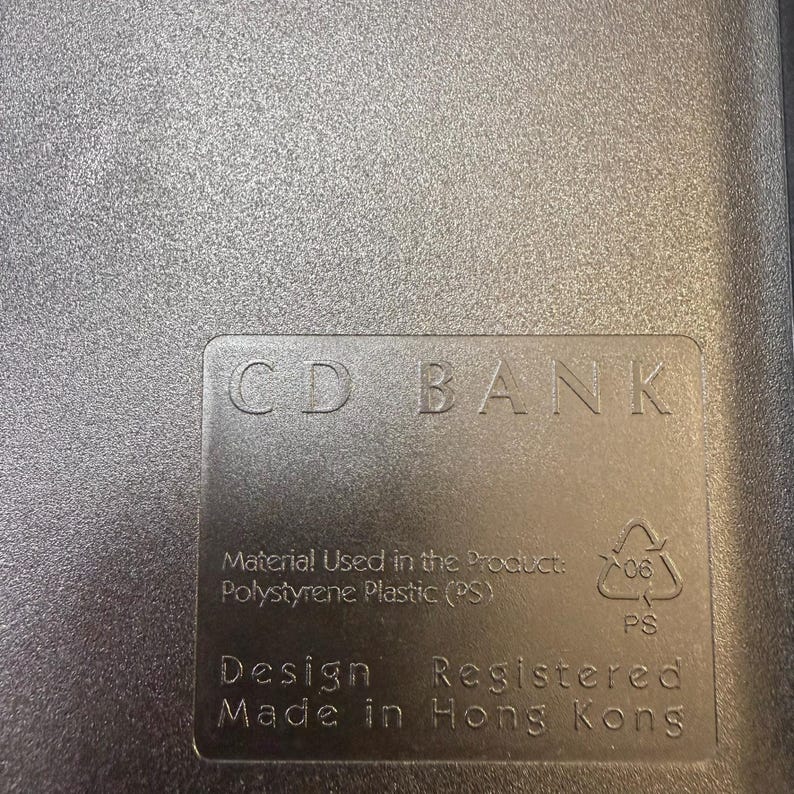 CD BANK
Material Used in the Product:
Polystyrene Plastic (PS)
06
PS
Design Registered
Made in Hong Kong